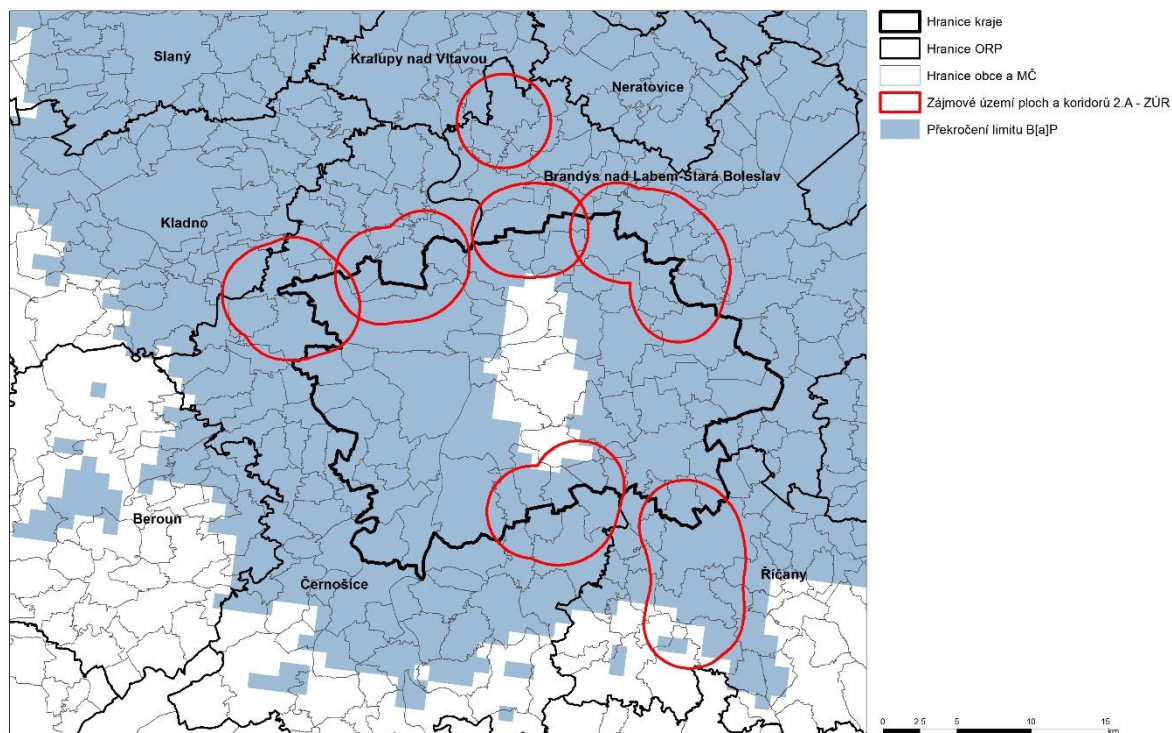 Slaný
Kralupy nad Vltavou
Neratovice
Brandýs nad Labem-Stará Boleslav
Kladno
Beroun
Černošice
Říčany
Hranice kraje
Hranice ORP
Hranice obce a MČ
Zájmové území ploch a koridorů 2.A - ZÚR
Překročení limitu B[a]P
0 2.5 5 10 15
km